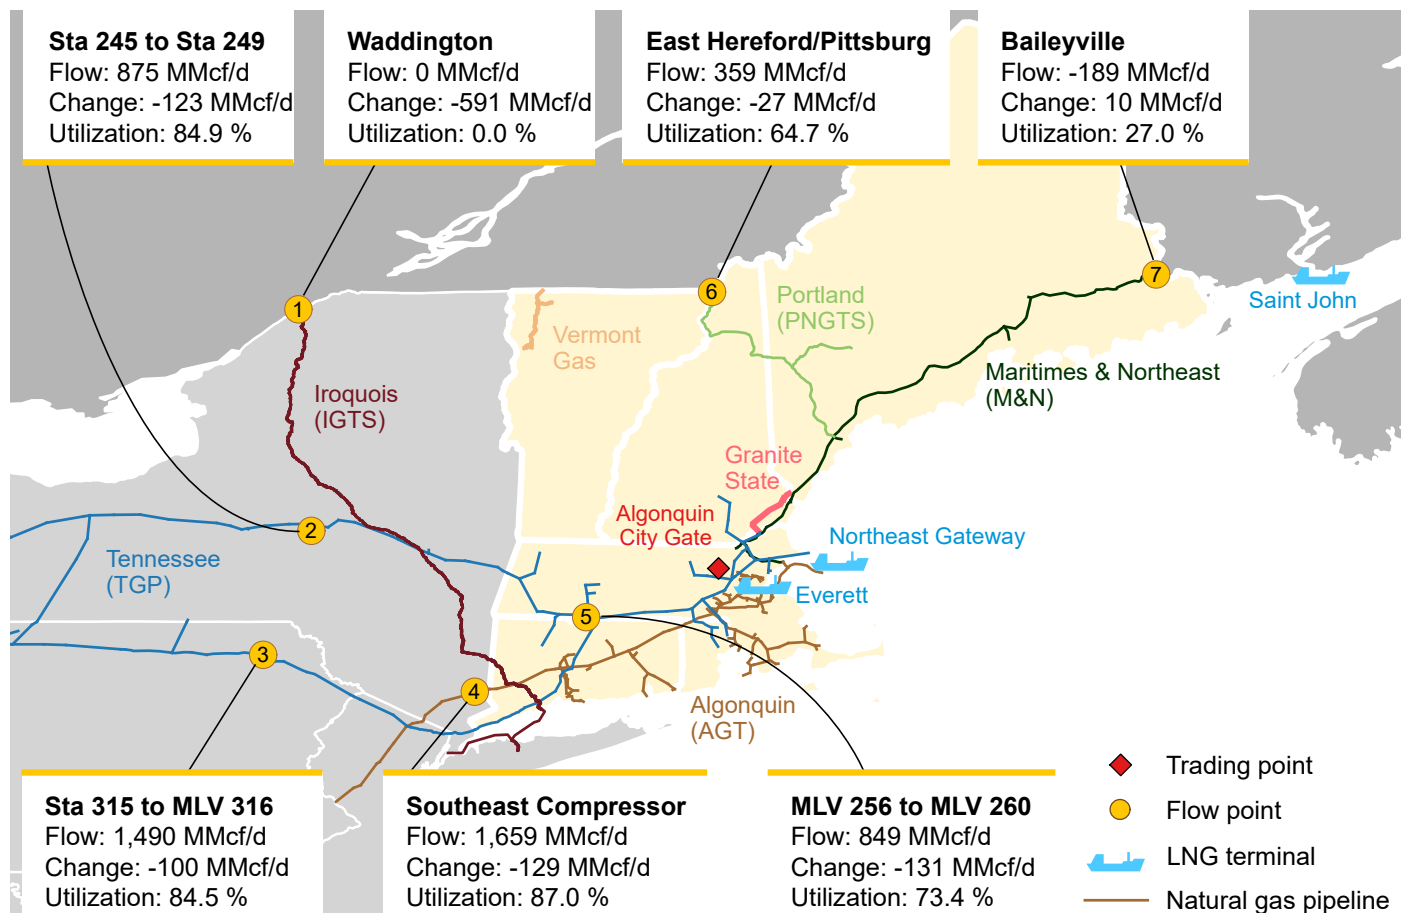 Sta 245 to Sta 249
Flow: 875 MMcf/d
Change: -123 MMcf/d
Utilization: 84.9 %
Waddington
Flow: 0 MMcf/d
Change: -591 MMcf/d
Utilization: 0.0 %
East Hereford/Pittsburg
Flow: 359 MMcf/d
Change: -27 MMcf/d
Utilization: 64.7 %
Baileyville
Flow: -189 MMcf/d
Change: 10 MMcf/d
Utilization: 27.0 %
1
6
7
Portland
(PNGTS)
Saint John
Vermont
Gas
Iroquois
(IGTS)
Maritimes & Northeast
(M&N)
Granite
State
Algonquin
City Gate
2
Northeast Gateway
Tennessee
(TGP)
Everett
5
3
4
Algonquin
(AGT)
Sta 315 to MLV 316
Flow: 1,490 MMcf/d
Change: -100 MMcf/d
Utilization: 84.5 %
Southeast Compressor
Flow: 1,659 MMcf/d
Change: -129 MMcf/d
Utilization: 87.0 %
MLV 256 to MLV 260
Flow: 849 MMcf/d
Change: -131 MMcf/d
Utilization: 73.4 %
Trading point
Flow point
LNG terminal
Natural gas pipeline